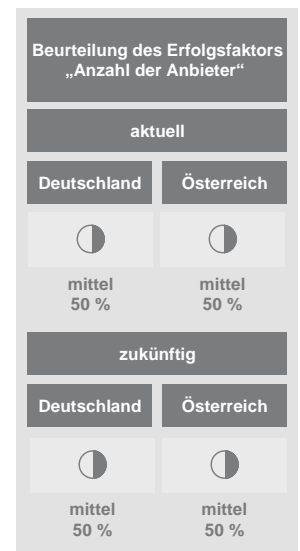 Beurteilung des Erfolgsfaktors
„Anzahl der Anbieter“
aktuell
Deutschland Österreich
mittel mittel
50 % 50 %
zukünftig
Deutschland Österreich
mittel mittel
50 % 50 %